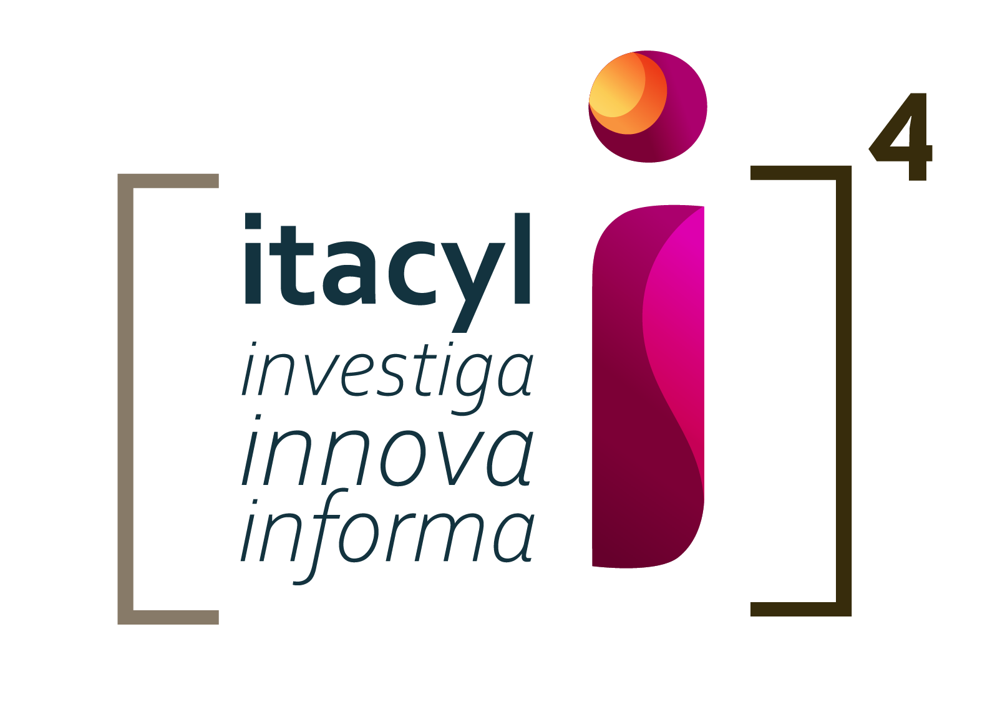 [ itacyl i ]4
investiga
innova
informa